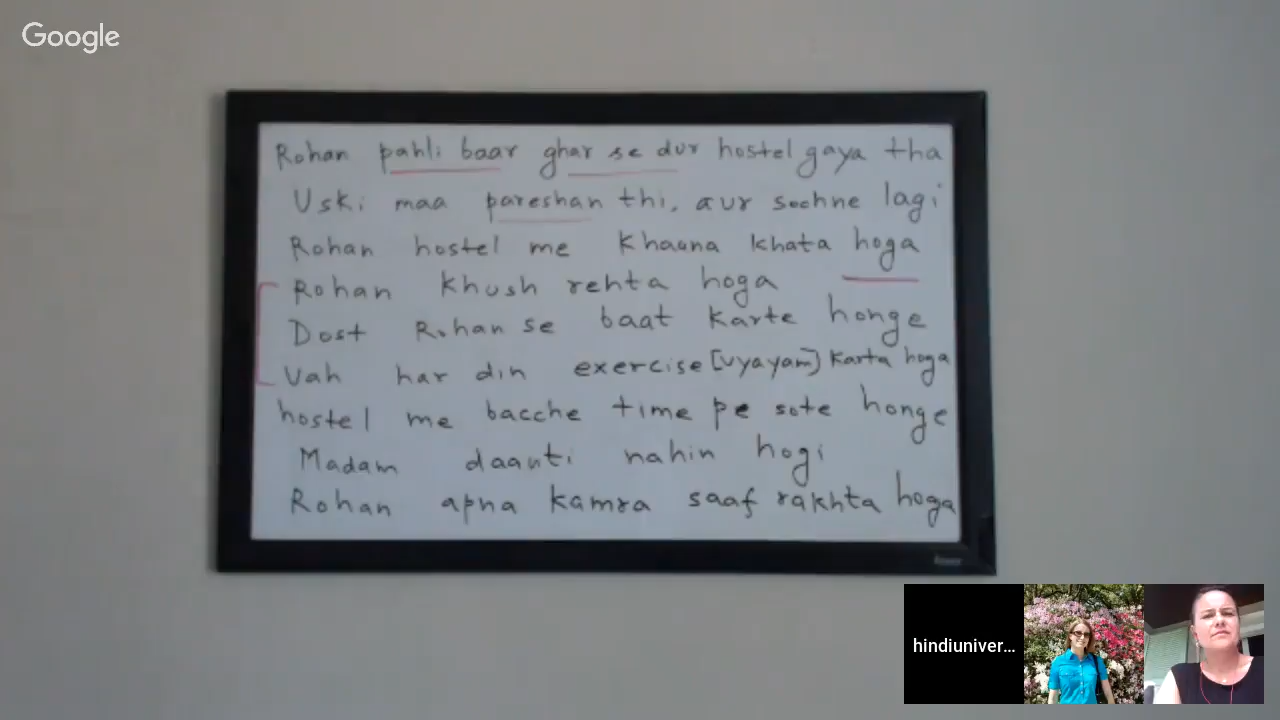 Google
Rohan pahli baar ghar se dur hostel gaya tha
Uski maa pareshan thi, aur sochne lagi
Rohan hostel me khaana khata hoga
Rohan khush rehta hoga
Dost Rohan se baat karte honge
Vah har din exercise [vyayam] karta hoga
hostel me bacche time pe sote honge
Madam daanti nahin hogi
Rohan apna kamra saaf rakhta hoga
hindiuniver...